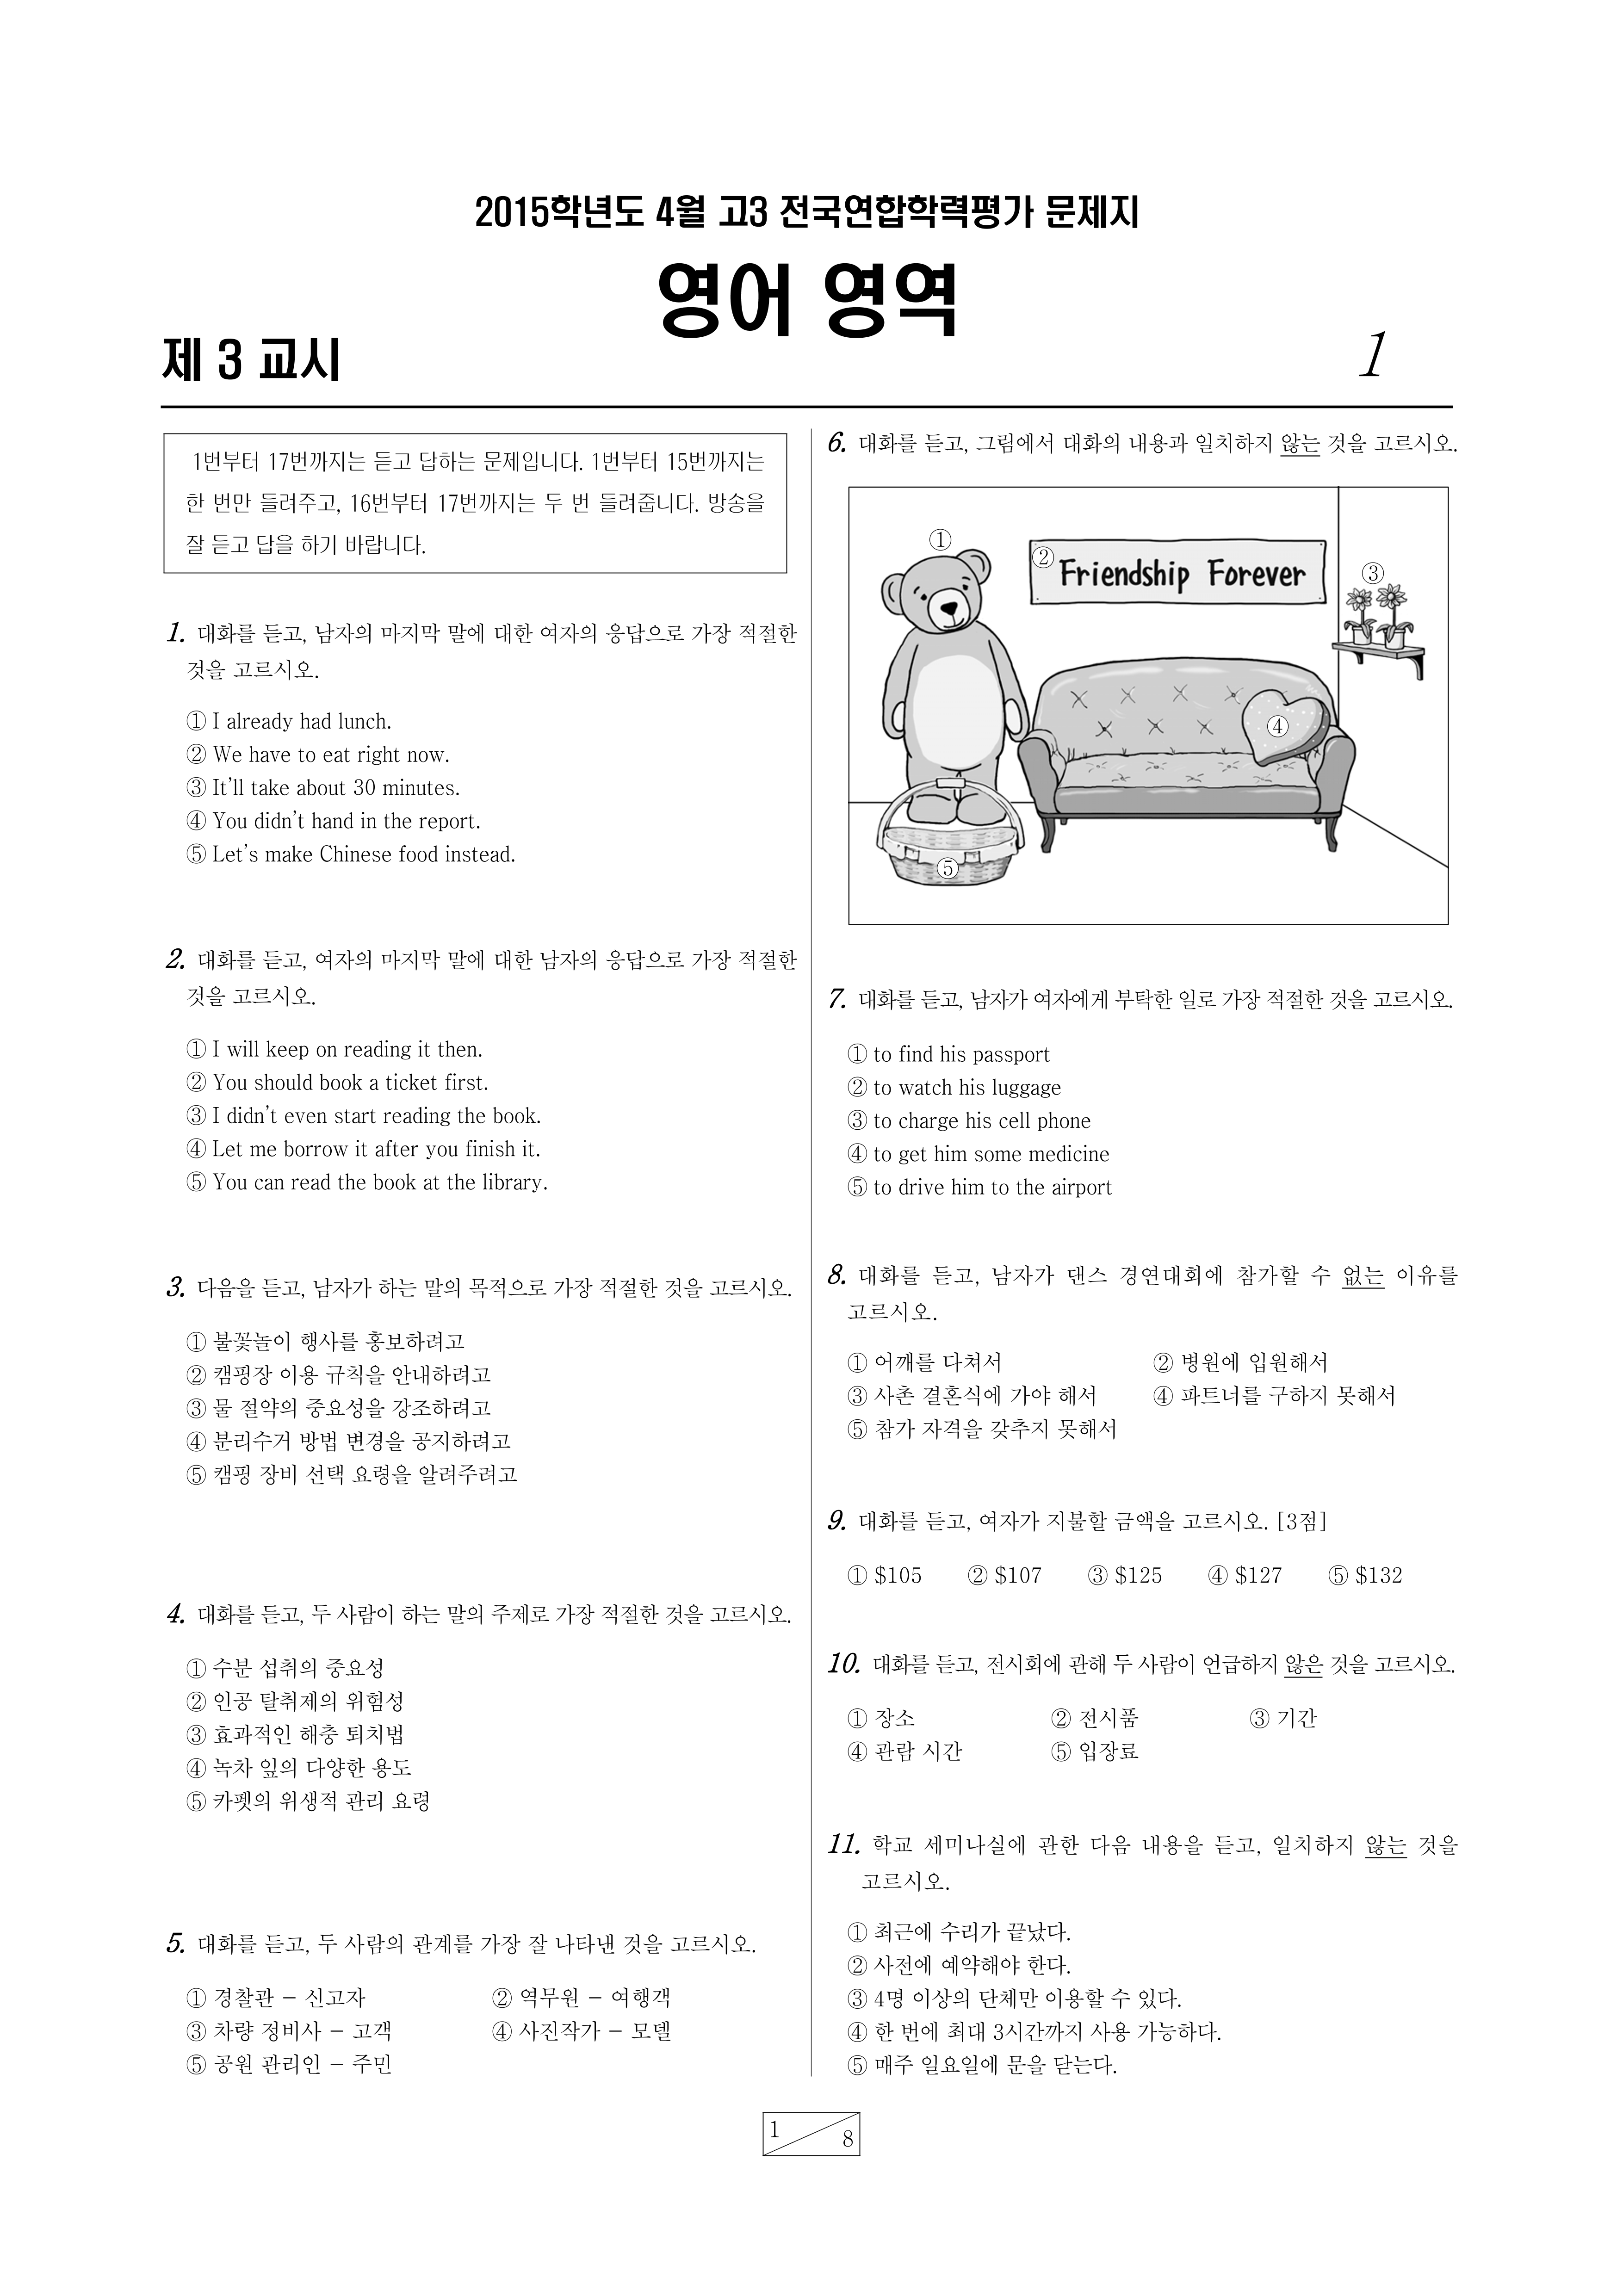 2015학년도 4월 고3 전국연합학력평가 문제지
영어 영역
제 3 교시
1
1번부터 17번까지는 듣고 답하는 문제입니다. 1번부터 15번까지는
한 번만 들려주고, 16번부터 17번까지는 두 번 들려줍니다. 방송을
잘 듣고 답을 하기 바랍니다.
1. 대화를 듣고, 남자의 마지막 말에 대한 여자의 응답으로 가장 적절한
것을 고르시오.
① I already had lunch.
② We have to eat right now.
③ It'll take about 30 minutes.
④ You didn't hand in the report.
⑤ Let's make Chinese food instead.
2. 대화를 듣고, 여자의 마지막 말에 대한 남자의 응답으로 가장 적절한
것을 고르시오.
① I will keep on reading it then.
② You should book a ticket first.
③ I didn't even start reading the book.
④ Let me borrow it after you finish it.
⑤ You can read the book at the library.
3. 다음을 듣고, 남자가 하는 말의 목적으로 가장 적절한 것을 고르시오.
① 불꽃놀이 행사를 홍보하려고
② 캠핑장 이용 규칙을 안내하려고
③ 물 절약의 중요성을 강조하려고
④ 분리수거 방법 변경을 공지하려고
⑤ 캠핑 장비 선택 요령을 알려주려고
4. 대화를 듣고, 두 사람이 하는 말의 주제로 가장 적절한 것을 고르시오.
① 수분 섭취의 중요성
② 인공 탈취제의 위험성
③ 효과적인 해충 퇴치법
④ 녹차 잎의 다양한 용도
⑤ 카펫의 위생적 관리 요령
5. 대화를 듣고, 두 사람의 관계를 가장 잘 나타낸 것을 고르시오.
① 경찰관 - 신고자 ② 역무원 - 여행객
③ 차량 정비사 - 고객 ④ 사진작가 - 모델
⑤ 공원 관리인 - 주민
6. 대화를 듣고, 그림에서 대화의 내용과 일치하지 않는 것을 고르시오.
①
② Friendship Forever
③
④
⑤
7. 대화를 듣고, 남자가 여자에게 부탁한 일로 가장 적절한 것을 고르시오.
① to find his passport
② to watch his luggage
③ to charge his cell phone
④ to get him some medicine
⑤ to drive him to the airport
8. 대화를 듣고, 남자가 댄스 경연대회에 참가할 수 없는 이유를
고르시오.
① 어깨를 다쳐서 ② 병원에 입원해서
③ 사촌 결혼식에 가야 해서 ④ 파트너를 구하지 못해서
⑤ 참가 자격을 갖추지 못해서
9. 대화를 듣고, 여자가 지불할 금액을 고르시오. [3점]
① $105 ② $107 ③ $125 ④ $127 ⑤ $132
10. 대화를 듣고, 전시회에 관해 두 사람이 언급하지 않은 것을 고르시오.
① 장소 ② 전시품 ③ 기간
④ 관람 시간 ⑤ 입장료
11. 학교 세미나실에 관한 다음 내용을 듣고, 일치하지 않는 것을
고르시오.
① 최근에 수리가 끝났다.
② 사전에 예약해야 한다.
③ 4명 이상의 단체만 이용할 수 있다.
④ 한 번에 최대 3시간까지 사용 가능하다.
⑤ 매주 일요일에 문을 닫는다.
1 8